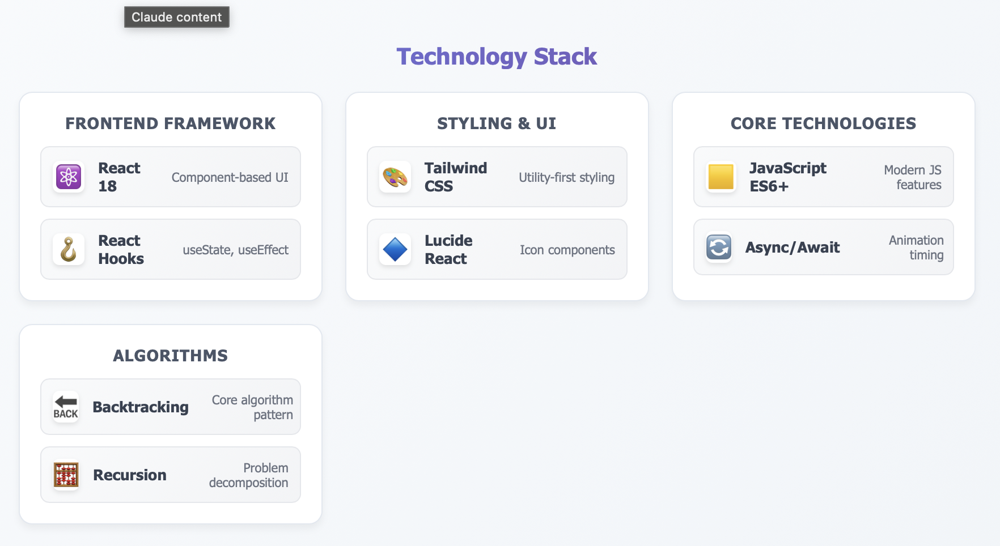 Claude content
Technology Stack
FRONTEND FRAMEWORK
React
18
Component-based UI
React
Hooks
useState, useEffect
STYLING & UI
Tailwind
CSS
Utility-first styling
Lucide
React
Icon components
CORE TECHNOLOGIES
JavaScript
ES6+
Modern JS
features
Async/Await
Animation
timing
ALGORITHMS
BACK
Backtracking
Core algorithm
pattern
Recursion
Problem
decomposition